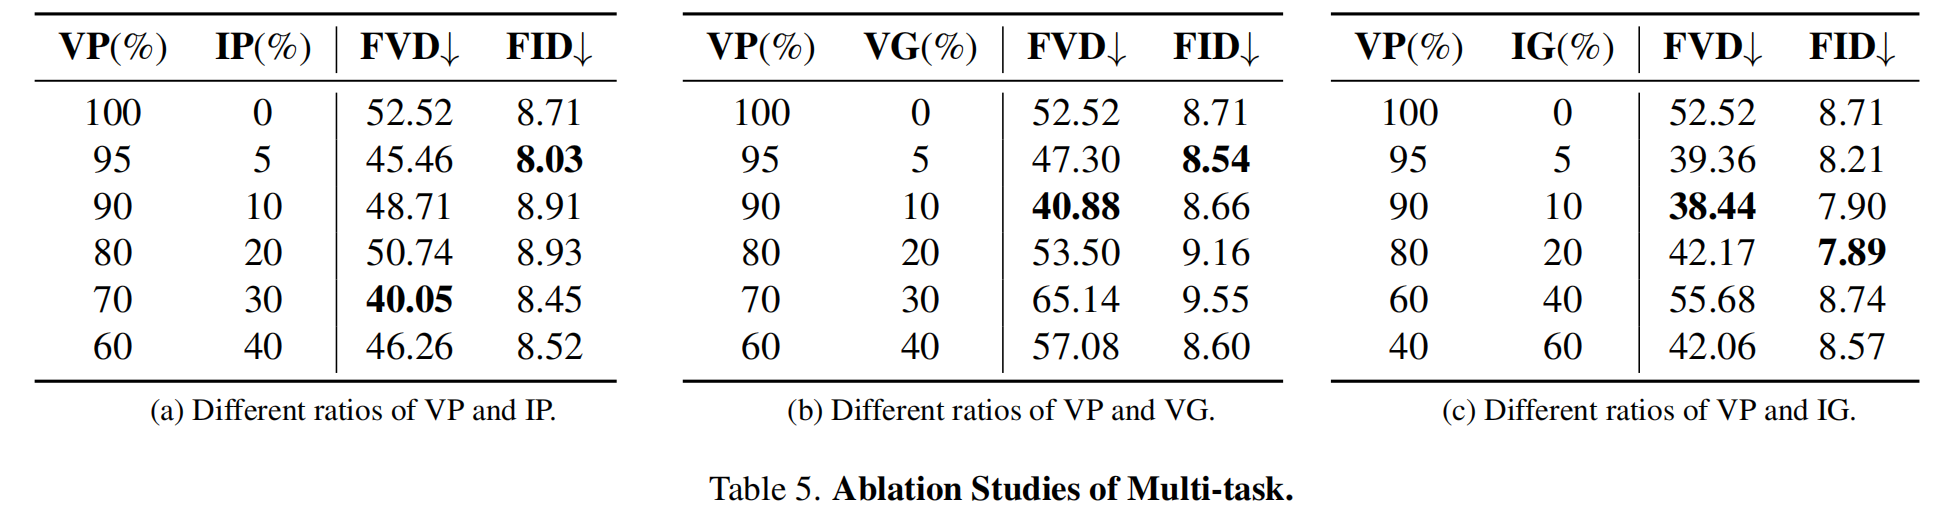 VP(%) IP(%) FVD↓ FID↓
100 0 52.52 8.71
95 5 45.46 8.03
90 10 48.71 8.91
80 20 50.74 8.93
70 30 40.05 8.45
60 40 46.26 8.52
(a) Different ratios of VP and IP.
VP(%) VG(%) FVD↓ FID↓
100 0 52.52 8.71
95 5 47.30 8.54
90 10 40.88 8.66
80 20 53.50 9.16
70 30 65.14 9.55
60 40 57.08 8.60
(b) Different ratios of VP and VG.
VP(%) IG(%) FVD↓ FID↓
100 0 52.52 8.71
95 5 39.36 8.21
90 10 38.44 7.90
80 20 42.17 7.89
60 40 55.68 8.74
40 60 42.06 8.57
(c) Different ratios of VP and IG.
Table 5. Ablation Studies of Multi-task.